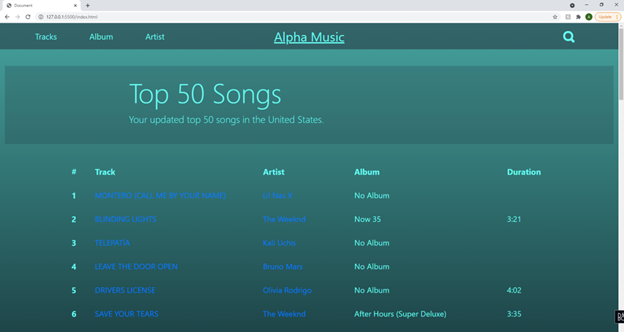 Document
127.0.0.1:5500/index.html
Update
Tracks Album Artist Alpha Music
Top 50 Songs
Your updated top 50 songs in the United States.
# Track Artist Album Duration
1 MONTERO (CALL ME BY YOUR NAME) Lil Nas X No Album
2 BLINDING LIGHTS The Weeknd Now 35 3:21
3 TELEPATÍA Kali Uchis No Album
4 LEAVE THE DOOR OPEN Bruno Mars No Album
5 DRIVERS LICENSE Olivia Rodrigo No Album 4:02
6 SAVE YOUR TEARS The Weeknd After Hours (Super Deluxe) 3:35